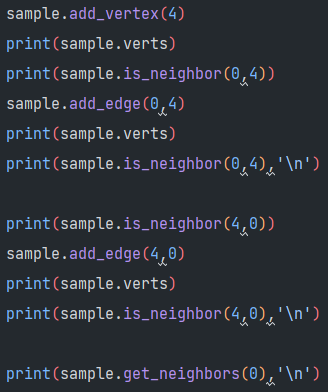 sample.add_vertex(4)
print(sample.verts)
print(sample.is_neighbor(0,4))
sample.add_edge(0,4)
print(sample.verts)
print(sample.is_neighbor(0,4),'\n')
print(sample.is_neighbor(4,0))
sample.add_edge(4,0)
print(sample.verts)
print(sample.is_neighbor(4,0),'\n')
print(sample.get_neighbors(0),'\n')